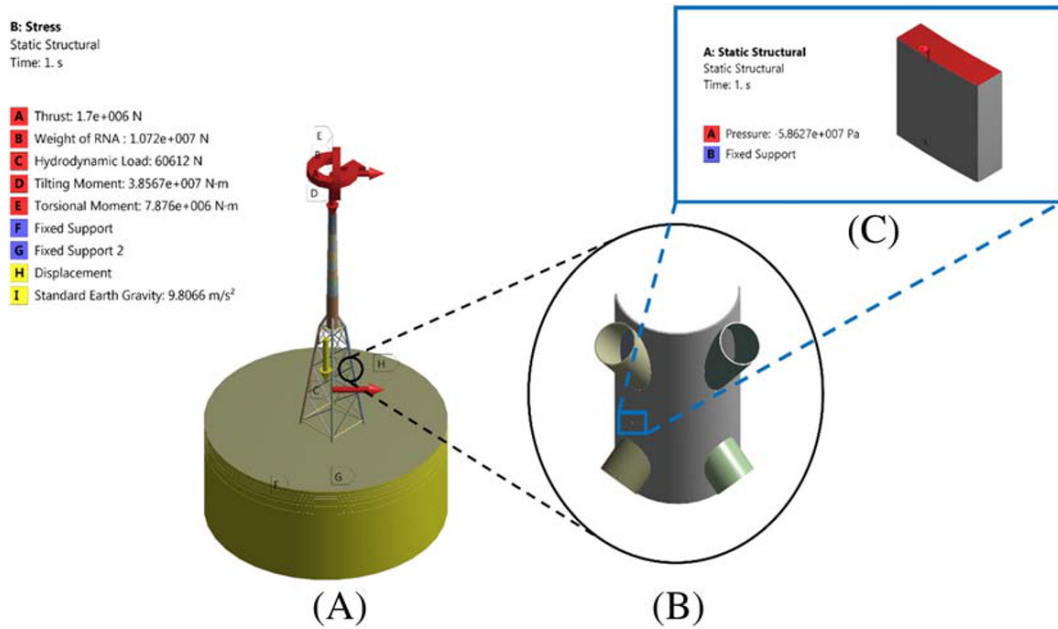 B: Stress
Static Structural
Time: 1. s
A Thrust: 1.7e+006 N
B Weight of RNA : 1.072e+007 N
C Hydrodynamic Load: 60612 N
D Tilting Moment: 3.8567e+007 N·m
E Torsional Moment: 7.876e+006 N·m
F Fixed Support
G Fixed Support 2
H Displacement
I Standard Earth Gravity: 9.8066 m/s²
E
D
H
C
G
F
(A)
(B)
A: Static Structural
Static Structural
Time: 1. s
A Pressure: -5.8627e+007 Pa
B Fixed Support
(C)